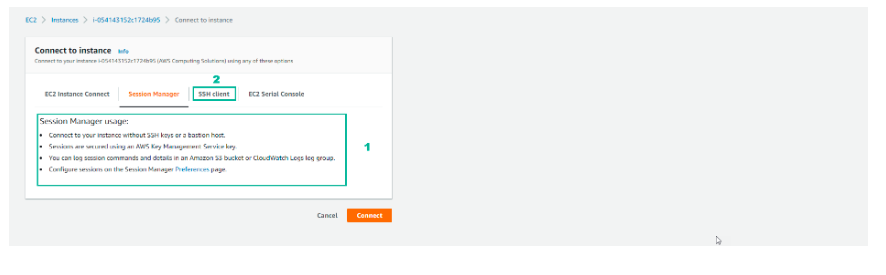 EC2 > Instances > i-054143152c1724b95 > Connect to instance
Connect to instance Info
Connect to your instance i-054143152c1724b95 (AWS Computing Solutions) using any of these options
2
EC2 Instance Connect Session Manager SSH client EC2 Serial Console
Session Manager usage:
• Connect to your instance without SSH keys or a bastion host.
• Sessions are secured using an AWS Key Management Service key.
• You can log session commands and details in an Amazon S3 bucket or CloudWatch Logs log group.
• Configure sessions on the Session Manager Preferences page.
1
Cancel Connect